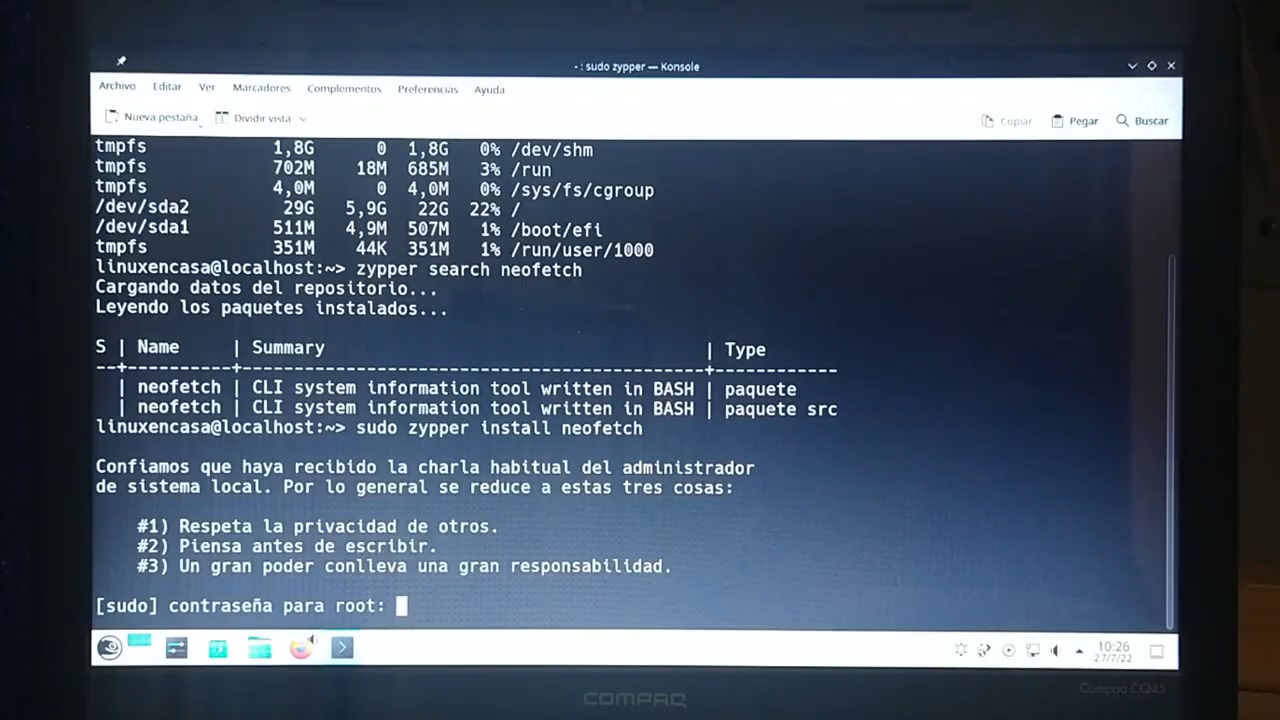 - : sudo zypper — Konsole
Archivo Editar Ver Marcadores Complementos Preferencias Ayuda
Nueva pestaña Dividir vista Copiar Pegar Buscar
tmpfs 1,8G 0 1,8G 0% /dev/shm
tmpfs 702M 18M 685M 3% /run
tmpfs 4,0M 0 4,0M 0% /sys/fs/cgroup
/dev/sda2 29G 5,9G 22G 22% /
/dev/sda1 511M 4,9M 507M 1% /boot/efi
tmpfs 351M 44K 351M 1% /run/user/1000
linuxencasa@localhost:~> zypper search neofetch
Cargando datos del repositorio...
Leyendo los paquetes instalados...
S | Name | Summary | Type
--+----------+--------------------------------------------+------------
| neofetch | CLI system information tool written in BASH | paquete
| neofetch | CLI system information tool written in BASH | paquete src
linuxencasa@localhost:~> sudo zypper install neofetch
Confiamos que haya recibido la charla habitual del administrador
de sistema local. Por lo general se reduce a estas tres cosas:
#1) Respeta la privacidad de otros.
#2) Piensa antes de escribir.
#3) Un gran poder conlleva una gran responsabilidad.
[sudo] contraseña para root:
10:26
27/7/22
COMPAQ
Compaq CQ45